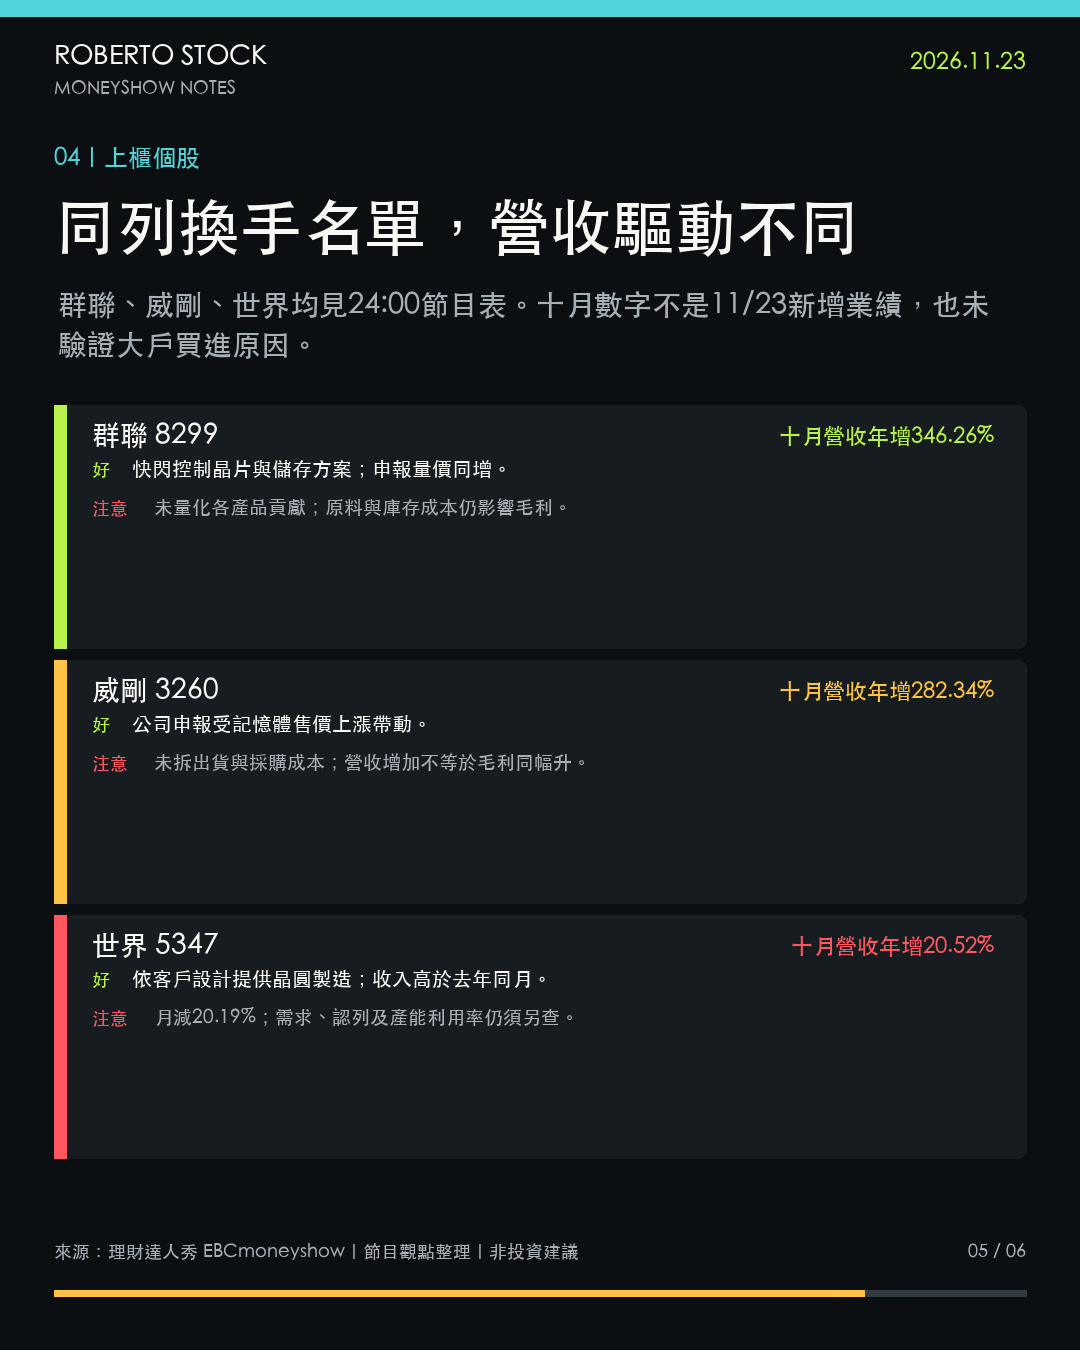 ROBERTO STOCK
MONEYSHOW NOTES
2026.11.23
04｜上櫃個股
同列換手名單，營收驅動不同
群聯、威剛、世界均見24:00節目表。十月數字不是11/23新增業績，也未
驗證大戶買進原因。
群聯 8299
十月營收年增346.26%
好 快閃控制晶片與儲存方案；申報量價同增。
注意 未量化各產品貢獻；原料與庫存成本仍影響毛利。
威剛 3260
十月營收年增282.34%
好 公司申報受記憶體售價上漲帶動。
注意 未拆出貨與採購成本；營收增加不等於毛利同幅升。
世界 5347
十月營收年增20.52%
好 依客戶設計提供晶圓製造；收入高於去年同月。
注意 月減20.19%；需求、認列及產能利用率仍須另查。
來源：理財達人秀 EBCmoneyshow｜節目觀點整理｜非投資建議
05 / 06